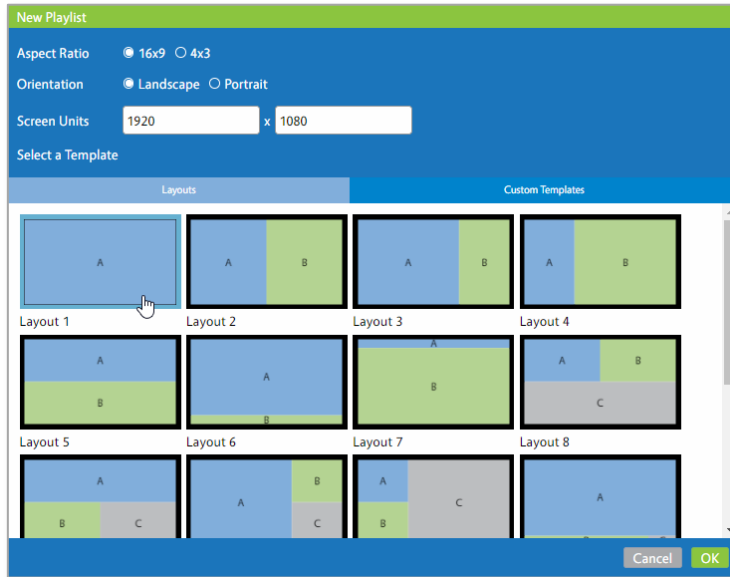 New Playlist
Aspect Ratio 16x9 4x3
Orientation Landscape Portrait
Screen Units 1920 x 1080
Select a Template
Layouts Custom Templates
A A B A B A B
Layout 1 Layout 2 Layout 3 Layout 4
A A A A B
B B B C
Layout 5 Layout 6 Layout 7 Layout 8
A A B A C A
B C C B
Cancel OK